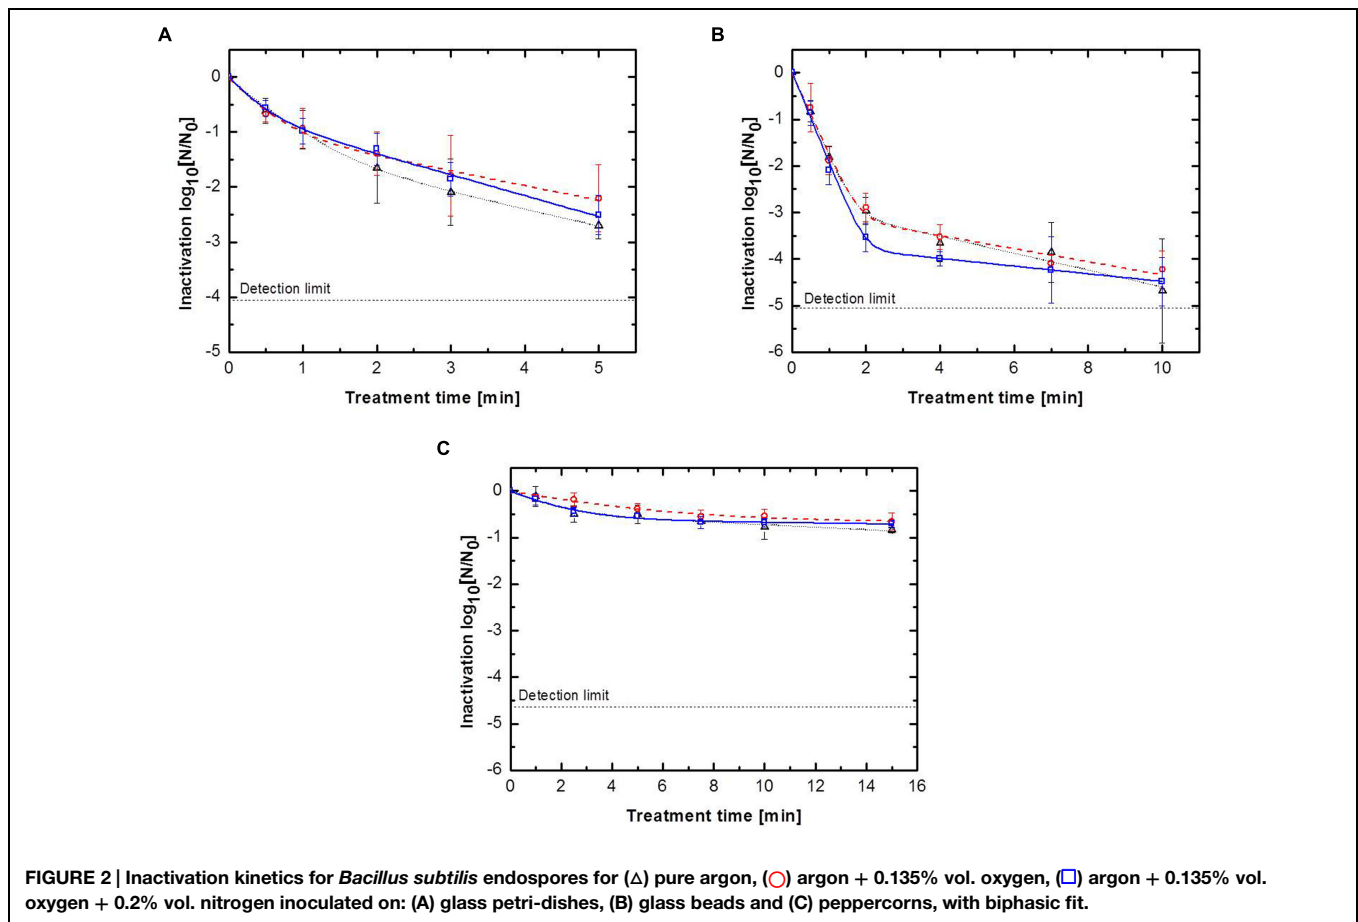 A
Inactivation log10[N/N0]
0
-1
-2
-3
-4
-5
Detection limit
0 1 2 3 4 5
Treatment time [min]
B
Inactivation log10[N/N0]
0
-1
-2
-3
-4
-5
-6
Detection limit
0 2 4 6 8 10
Treatment time [min]
C
Inactivation log10[N/N0]
0
-1
-2
-3
-4
-5
-6
Detection limit
0 2 4 6 8 10 12 14 16
Treatment time [min]
FIGURE 2 | Inactivation kinetics for Bacillus subtilis endospores for (△) pure argon, (○) argon + 0.135% vol. oxygen, (□) argon + 0.135% vol.
oxygen + 0.2% vol. nitrogen inoculated on: (A) glass petri-dishes, (B) glass beads and (C) peppercorns, with biphasic fit.